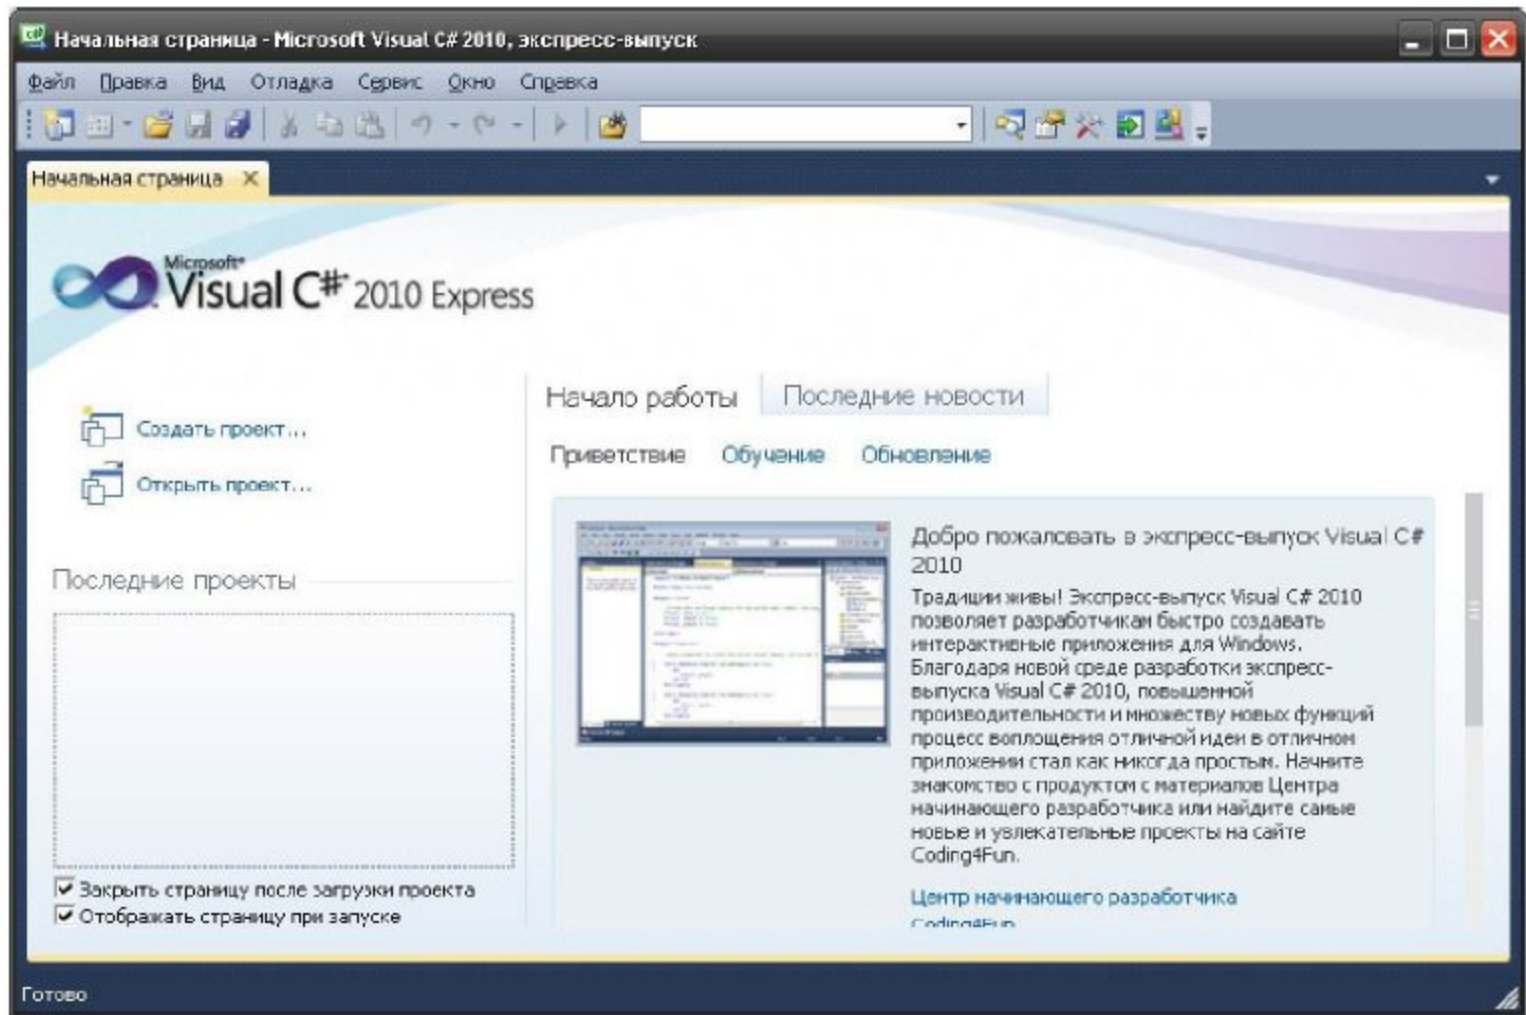 Начальная страница - Microsoft Visual C# 2010, экспресс-выпуск
Файл Правка Вид Отладка Сервис Окно Справка
Начальная страница
Microsoft
Visual C# 2010 Express
Создать проект...
Открыть проект...
Последние проекты
Закрыть страницу после загрузки проекта
Отображать страницу при запуске
Начало работы Последние новости
Приветствие Обучение Обновление
Добро пожаловать в экспресс-выпуск Visual C#
2010
Традиции живы! Экспресс-выпуск Visual C# 2010
позволяет разработчикам быстро создавать
интерактивные приложения для Windows.
Благодаря новой среде разработки экспресс-
выпуска Visual C# 2010, повышенной
производительности и множеству новых функций
процесс воплощения отличной идеи в отличном
приложении стал как никогда простым. Начните
знакомство с продуктом с материалов Центра
начинающего разработчика или найдите самые
новые и увлекательные проекты на сайте
Coding4Fun.
Центр начинающего разработчика
Coding4Fun
Готово